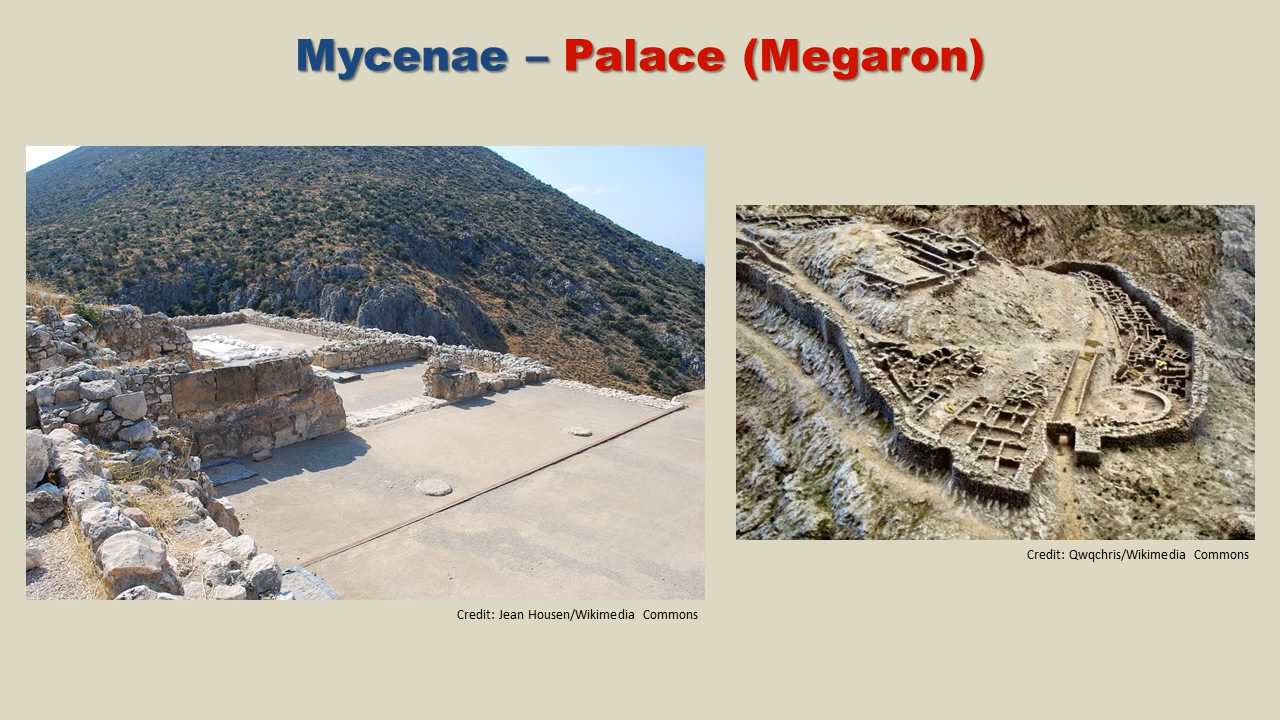 Mycenae – Palace (Megaron)
Credit: Qwqchris/Wikimedia Commons
Credit: Jean Housen/Wikimedia Commons